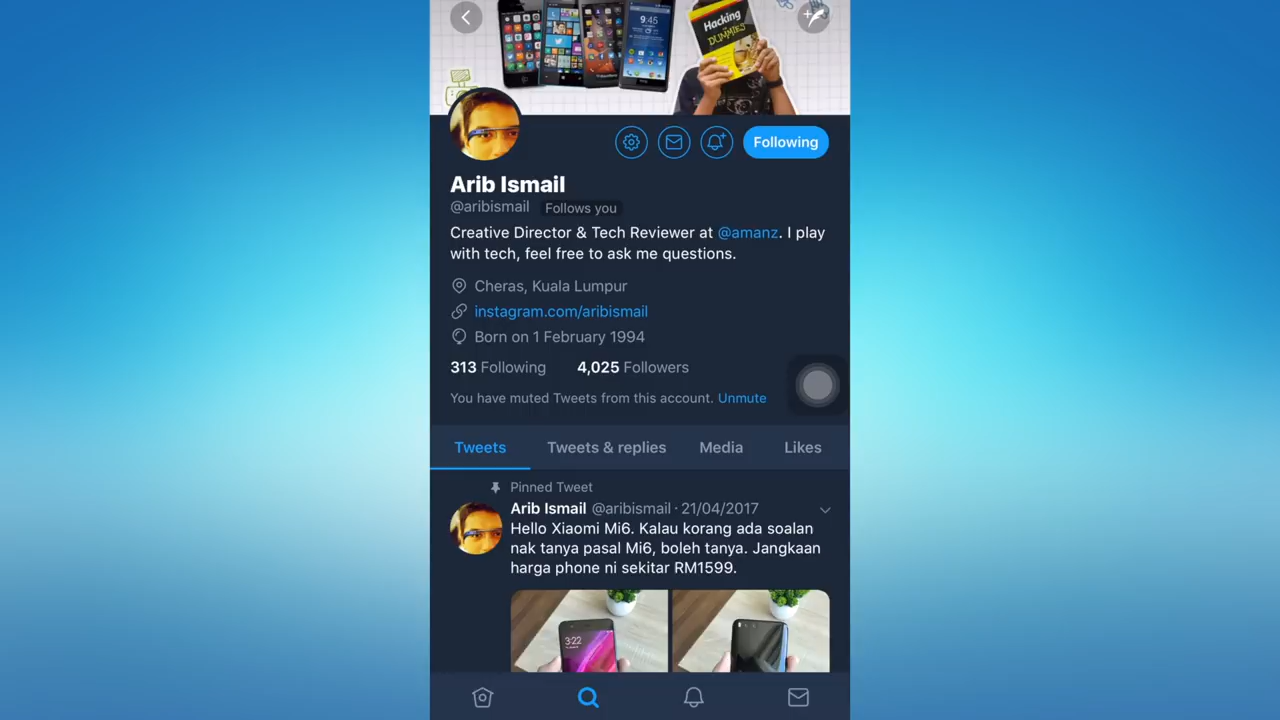 Hacking
DUMMIES
9:45
Following
Arib Ismail
@aribismail Follows you
Creative Director & Tech Reviewer at @amanz. I play
with tech, feel free to ask me questions.
Cheras, Kuala Lumpur
instagram.com/aribismail
Born on 1 February 1994
313 Following 4,025 Followers
You have muted Tweets from this account. Unmute
Tweets Tweets & replies Media Likes
Pinned Tweet
Arib Ismail @aribismail · 21/04/2017
Hello Xiaomi Mi6. Kalau korang ada soalan
nak tanya pasal Mi6, boleh tanya. Jangkaan
harga phone ni sekitar RM1599.
3:22